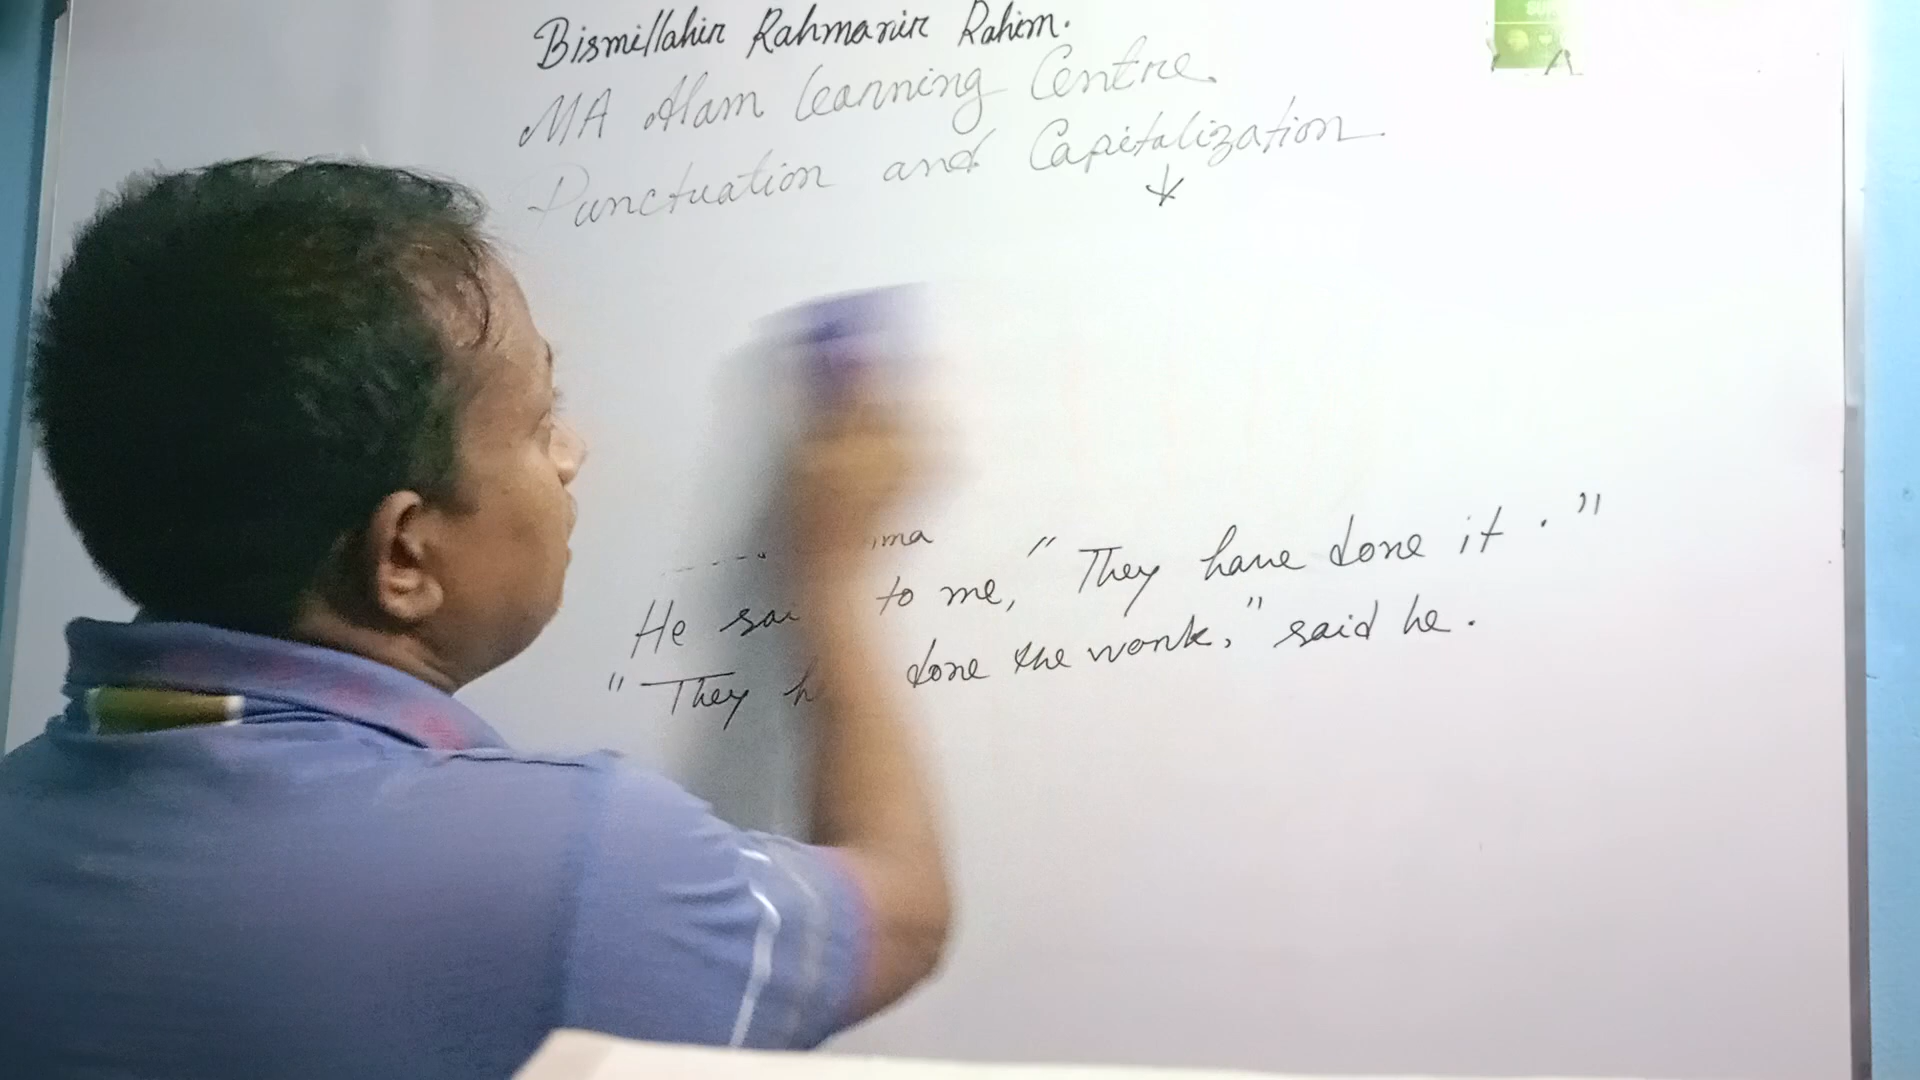 Bismillahir Rahmanir Rahim.
MA Alam Learning Centre
Punctuation and Capitalization
He to me, " They have done it . "
" They done the work, " said he .